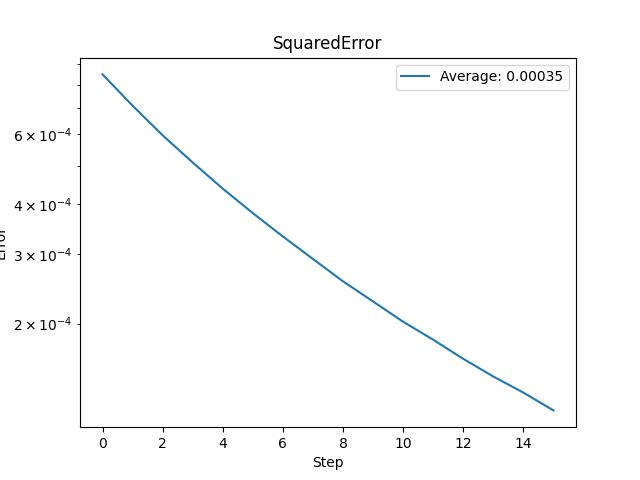 SquaredError
Average: 0.00035
6 × 10⁻⁴
4 × 10⁻⁴
3 × 10⁻⁴
2 × 10⁻⁴
Error
0 2 4 6 8 10 12 14
Step